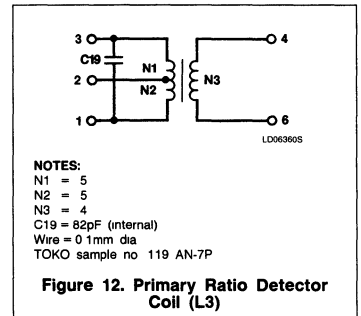 3
4
C19
N1
2
N3
N2
1
6
LD06360S
NOTES:
N1 = 5
N2 = 5
N3 = 4
C19 = 82pF (internal)
Wire = 0 1mm dia
TOKO sample no 119 AN-7P
Figure 12. Primary Ratio Detector
Coil (L3)